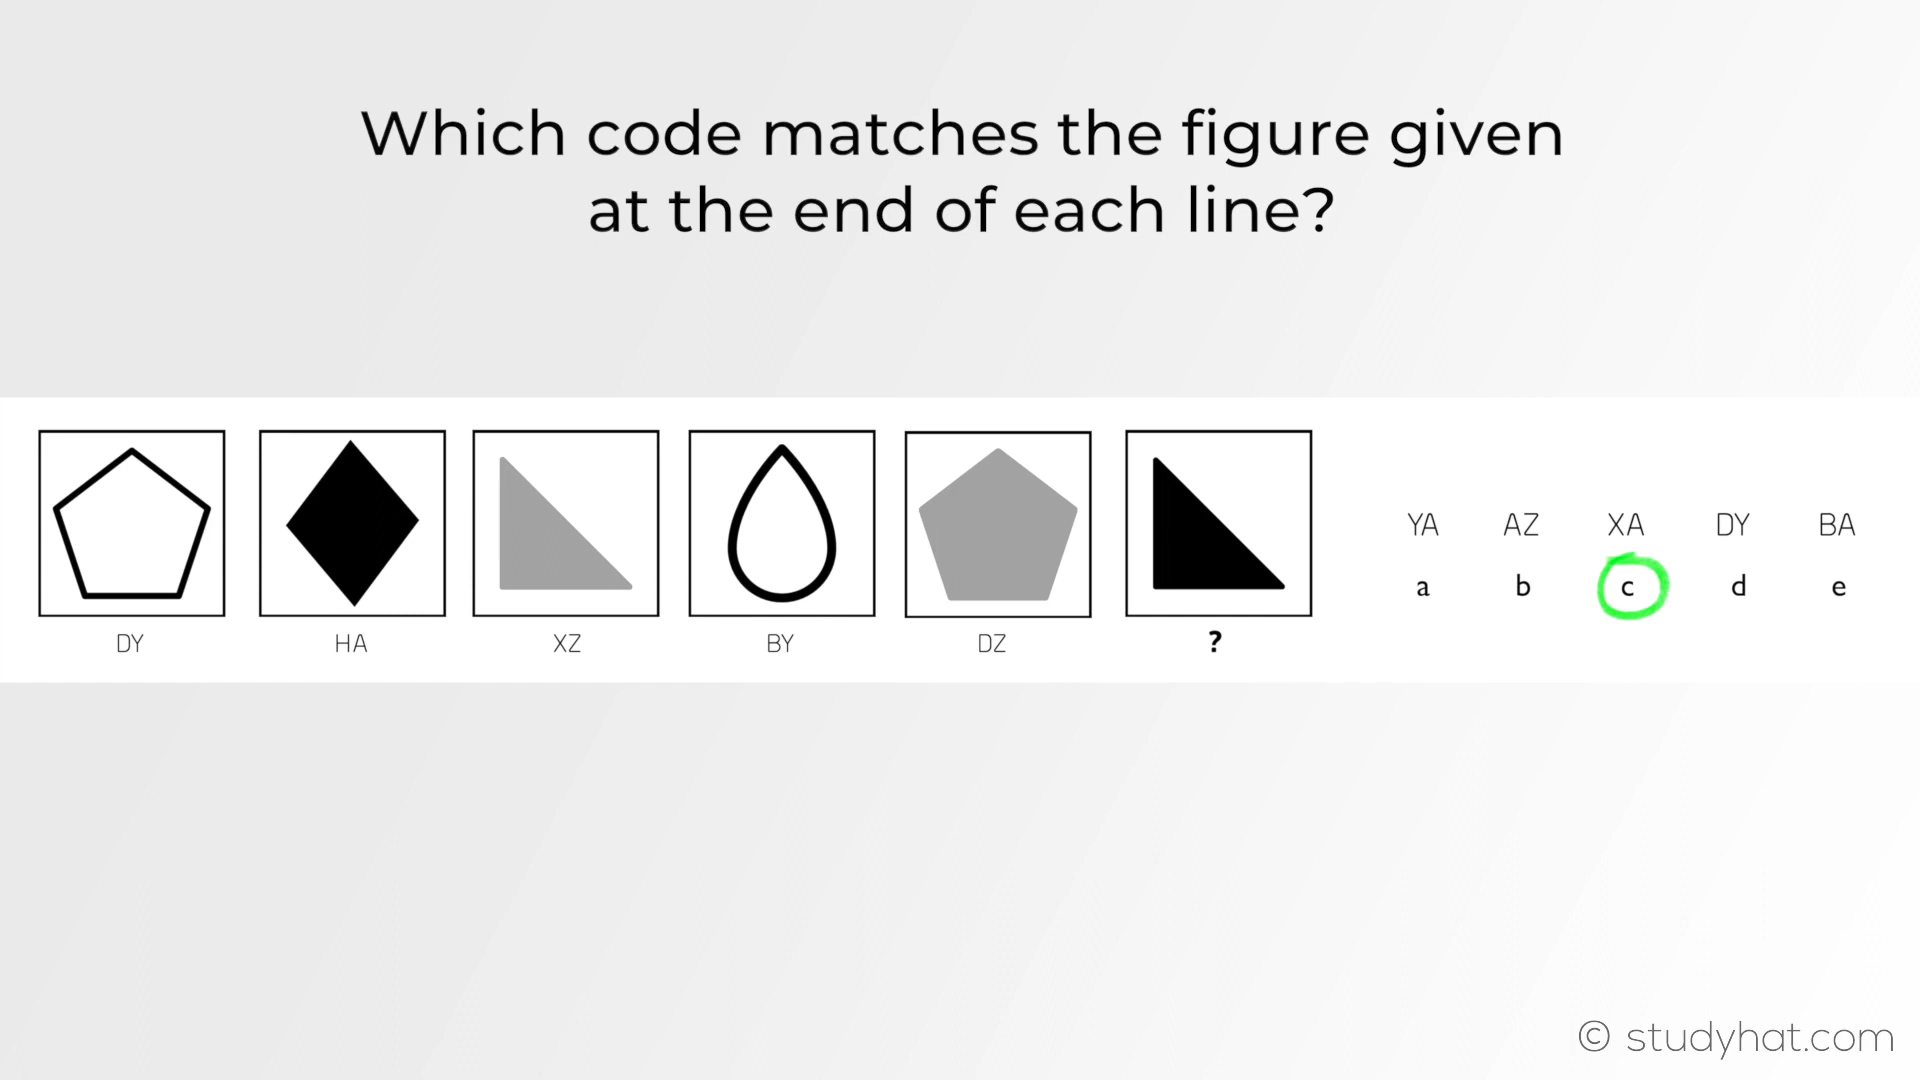 Which code matches the figure given
at the end of each line?
DY HA XZ BY DZ ?
YA AZ XA DY BA
a b c d e
© studyhat.com